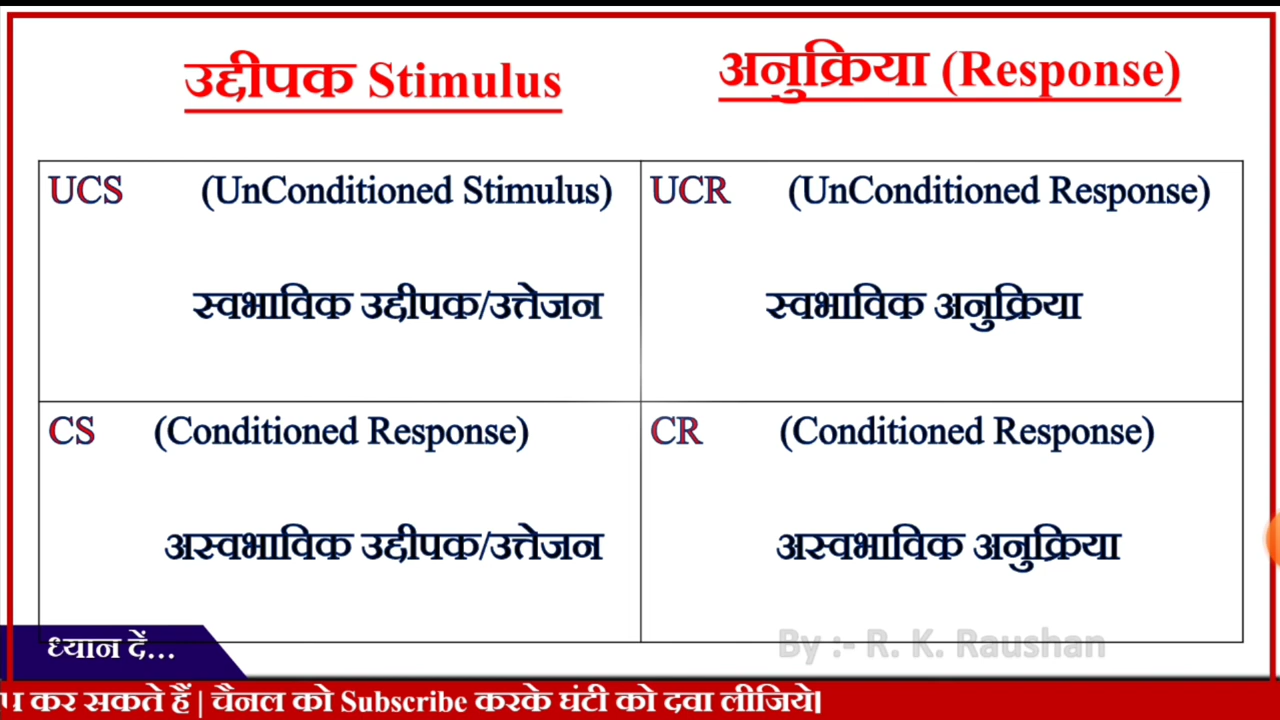 उद्दीपक Stimulus
अनुक्रिया (Response)
UCS (UnConditioned Stimulus)
स्वभाविक उद्दीपक/उत्तेजन
UCR (UnConditioned Response)
स्वभाविक अनुक्रिया
CS (Conditioned Response)
अस्वभाविक उद्दीपक/उत्तेजन
CR (Conditioned Response)
अस्वभाविक अनुक्रिया
ध्यान दें...
By :- R. K. Raushan
कर सकते हैं | चैनल को Subscribe करके घंटी को दवा लीजिये|